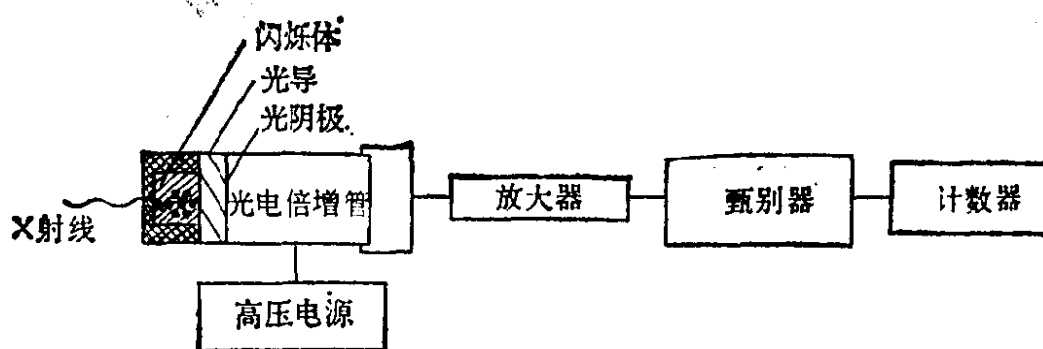 闪烁体
光导
光阴极
X射线
光电倍增管
放大器
甄别器
计数器
高压电源